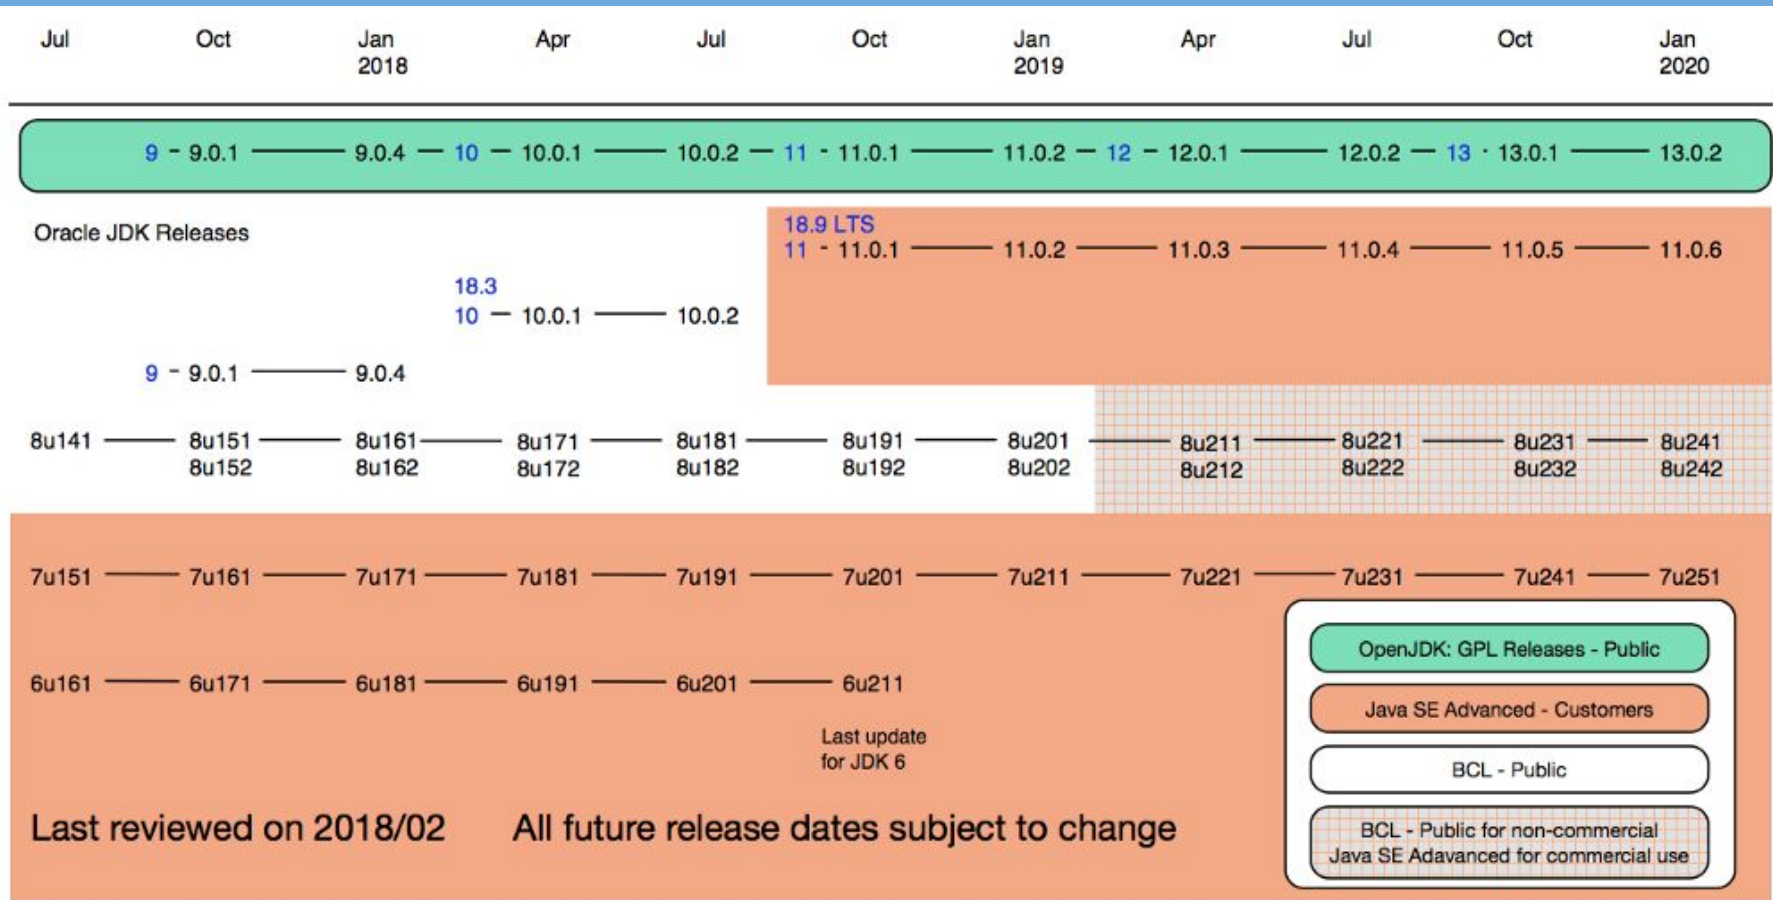 Jul Oct Jan Apr Jul Oct Jan Apr Jul Oct Jan
2018 2019 2020
9 - 9.0.1 — 9.0.4 — 10 — 10.0.1 — 10.0.2 — 11 - 11.0.1 — 11.0.2 — 12 — 12.0.1 — 12.0.2 — 13 · 13.0.1 — 13.0.2
Oracle JDK Releases
18.9 LTS
11 - 11.0.1 — 11.0.2 — 11.0.3 — 11.0.4 — 11.0.5 — 11.0.6
18.3
10 — 10.0.1 — 10.0.2
9 - 9.0.1 — 9.0.4
8u141 — 8u151 — 8u161 — 8u171 — 8u181 — 8u191 — 8u201 — 8u211 — 8u221 — 8u231 — 8u241
8u152 8u162 8u172 8u182 8u192 8u202 8u212 8u222 8u232 8u242
7u151 — 7u161 — 7u171 — 7u181 — 7u191 — 7u201 — 7u211 — 7u221 — 7u231 — 7u241 — 7u251
6u161 — 6u171 — 6u181 — 6u191 — 6u201 — 6u211
Last update
for JDK 6
Last reviewed on 2018/02 All future release dates subject to change
OpenJDK: GPL Releases - Public
Java SE Advanced - Customers
BCL - Public
BCL - Public for non-commercial
Java SE Adavanced for commercial use